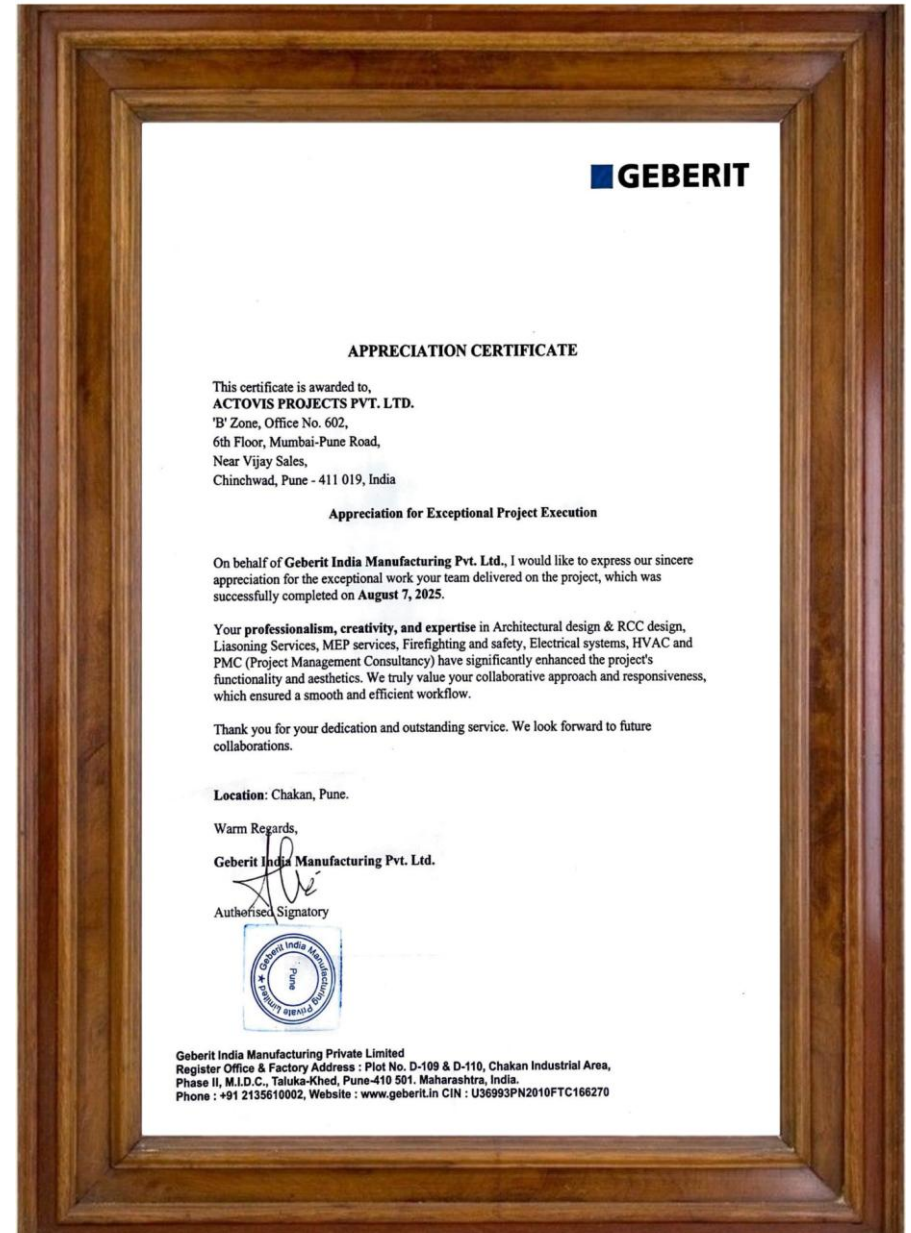 GEBERIT
APPRECIATION CERTIFICATE
This certificate is awarded to,
ACTOVIS PROJECTS PVT. LTD.
'B' Zone, Office No. 602,
6th Floor, Mumbai-Pune Road,
Near Vijay Sales,
Chinchwad, Pune - 411 019, India
Appreciation for Exceptional Project Execution
On behalf of Geberit India Manufacturing Pvt. Ltd., I would like to express our sincere
appreciation for the exceptional work your team delivered on the project, which was
successfully completed on August 7, 2025.
Your professionalism, creativity, and expertise in Architectural design & RCC design,
Liasoning Services, MEP services, Firefighting and safety, Electrical systems, HVAC and
PMC (Project Management Consultancy) have significantly enhanced the project's
functionality and aesthetics. We truly value your collaborative approach and responsiveness,
which ensured a smooth and efficient workflow.
Thank you for your dedication and outstanding service. We look forward to future
collaborations.
Location: Chakan, Pune.
Warm Regards,
Geberit India Manufacturing Pvt. Ltd.
Authorised Signatory
Geberit India Manufacturing Private Limited
Pune
Geberit India Manufacturing Private Limited
Register Office & Factory Address : Plot No. D-109 & D-110, Chakan Industrial Area,
Phase II, M.I.D.C., Taluka-Khed, Pune-410 501. Maharashtra, India.
Phone : +91 2135610002, Website : www.geberit.in CIN : U36993PN2010FTC166270